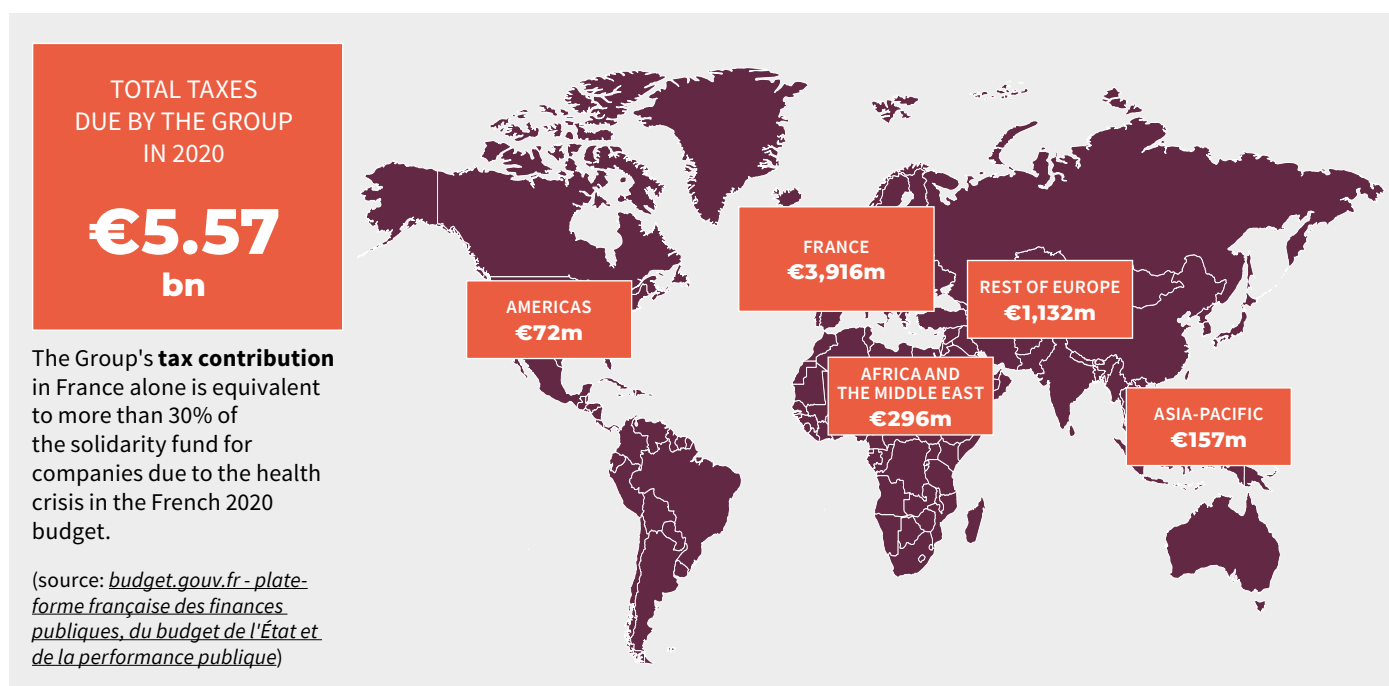 TOTAL TAXES
DUE BY THE GROUP
IN 2020
€5.57
bn
The Group's tax contribution
in France alone is equivalent
to more than 30% of
the solidarity fund for
companies due to the health
crisis in the French 2020
budget.
(source: budget.gouv.fr - plate-
forme française des finances
publiques, du budget de l'État et
de la performance publique)
FRANCE
€3,916m
REST OF EUROPE
€1,132m
AMERICAS
€72m
AFRICA AND
THE MIDDLE EAST
€296m
ASIA-PACIFIC
€157m